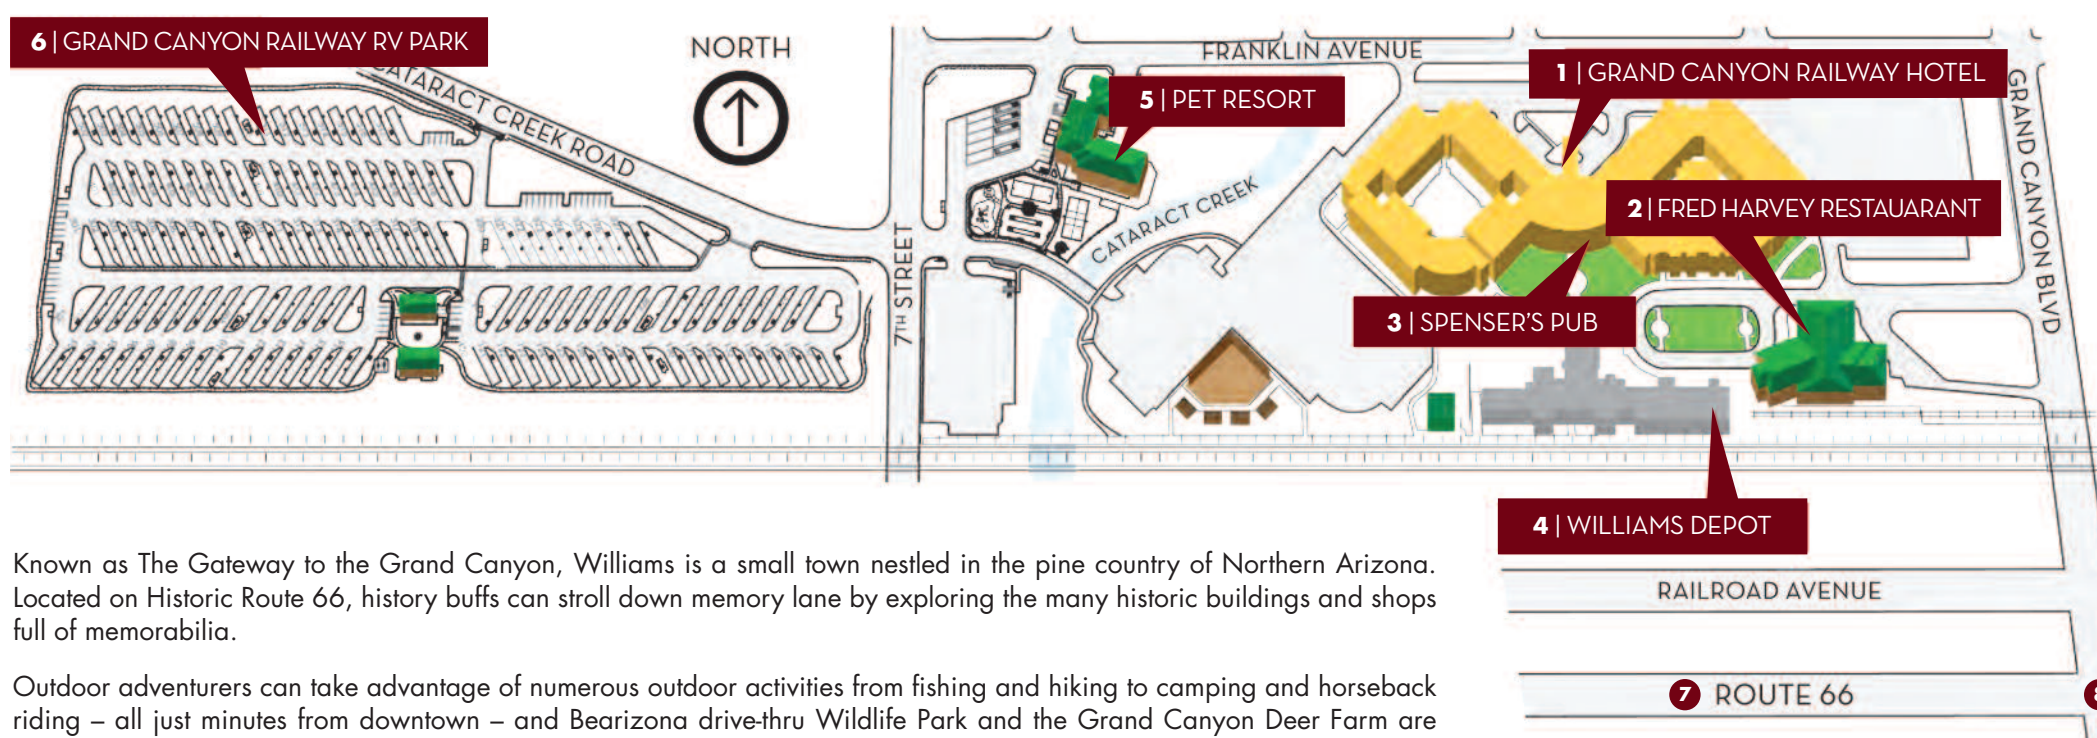 6 | GRAND CANYON RAILWAY RV PARK
NORTH
FRANKLIN AVENUE
1 | GRAND CANYON RAILWAY HOTEL
5 | PET RESORT
CATARACT CREEK ROAD
GRAND CANYON BLVD
2 | FRED HARVEY RESTAUARANT
CATARACT CREEK
7TH STREET
3 | SPENSER'S PUB
4 | WILLIAMS DEPOT
Known as The Gateway to the Grand Canyon, Williams is a small town nestled in the pine country of Northern Arizona.
Located on Historic Route 66, history buffs can stroll down memory lane by exploring the many historic buildings and shops
full of memorabilia.
RAILROAD AVENUE
Outdoor adventurers can take advantage of numerous outdoor activities from fishing and hiking to camping and horseback
riding – all just minutes from downtown – and Bearizona drive-thru Wildlife Park and the Grand Canyon Deer Farm are
7 ROUTE 66